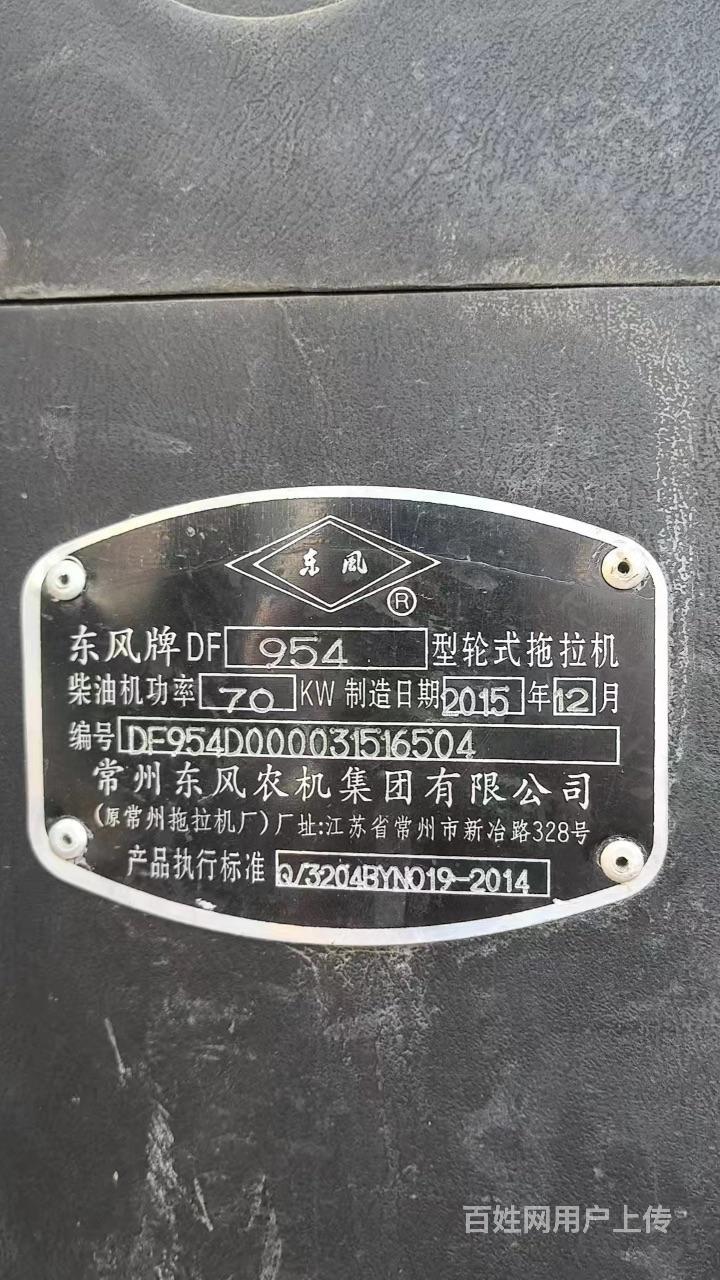 东风
®
东风牌DF 954 型轮式拖拉机
柴油机功率 70 KW 制造日期 2015 年 12 月
编号 DF954D000031516504
常州东风农机集团有限公司
(原常州拖拉机厂)厂址:江苏省常州市新冶路328号
产品执行标准 Q/3204BYN019-2014
百姓网用户上传